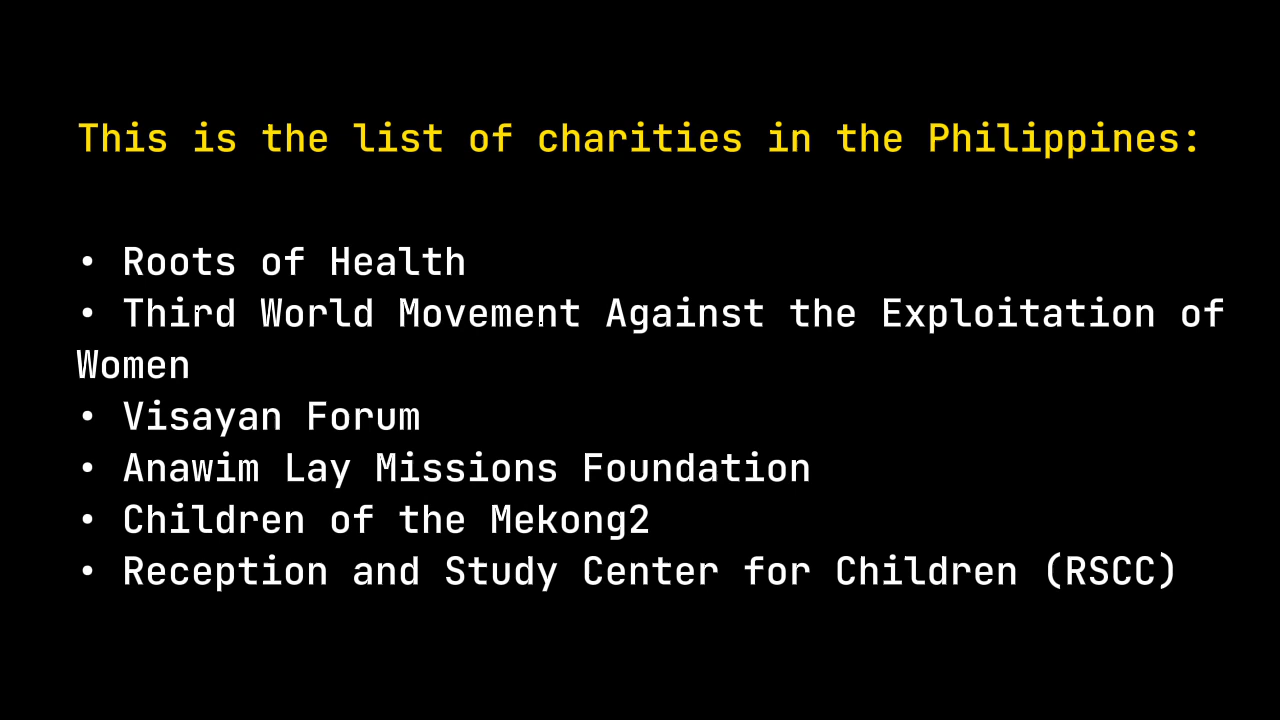 This is the list of charities in the Philippines:
• Roots of Health
• Third World Movement Against the Exploitation of
Women
• Visayan Forum
• Anawim Lay Missions Foundation
• Children of the Mekong2
• Reception and Study Center for Children (RSCC)